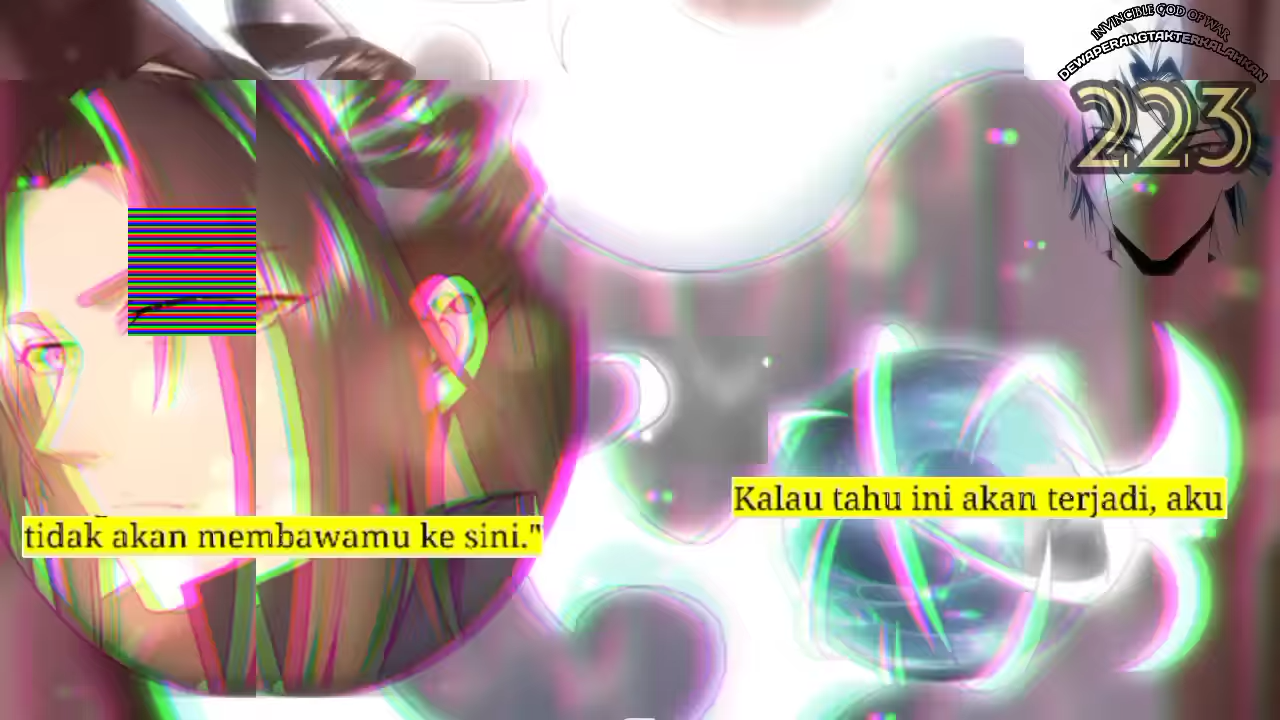 INVINCIBLE GOD OF WAR
DEWAPERANGTAKTERKALAHKAN
223
Kalau tahu ini akan terjadi, aku
tidak akan membawamu ke sini."